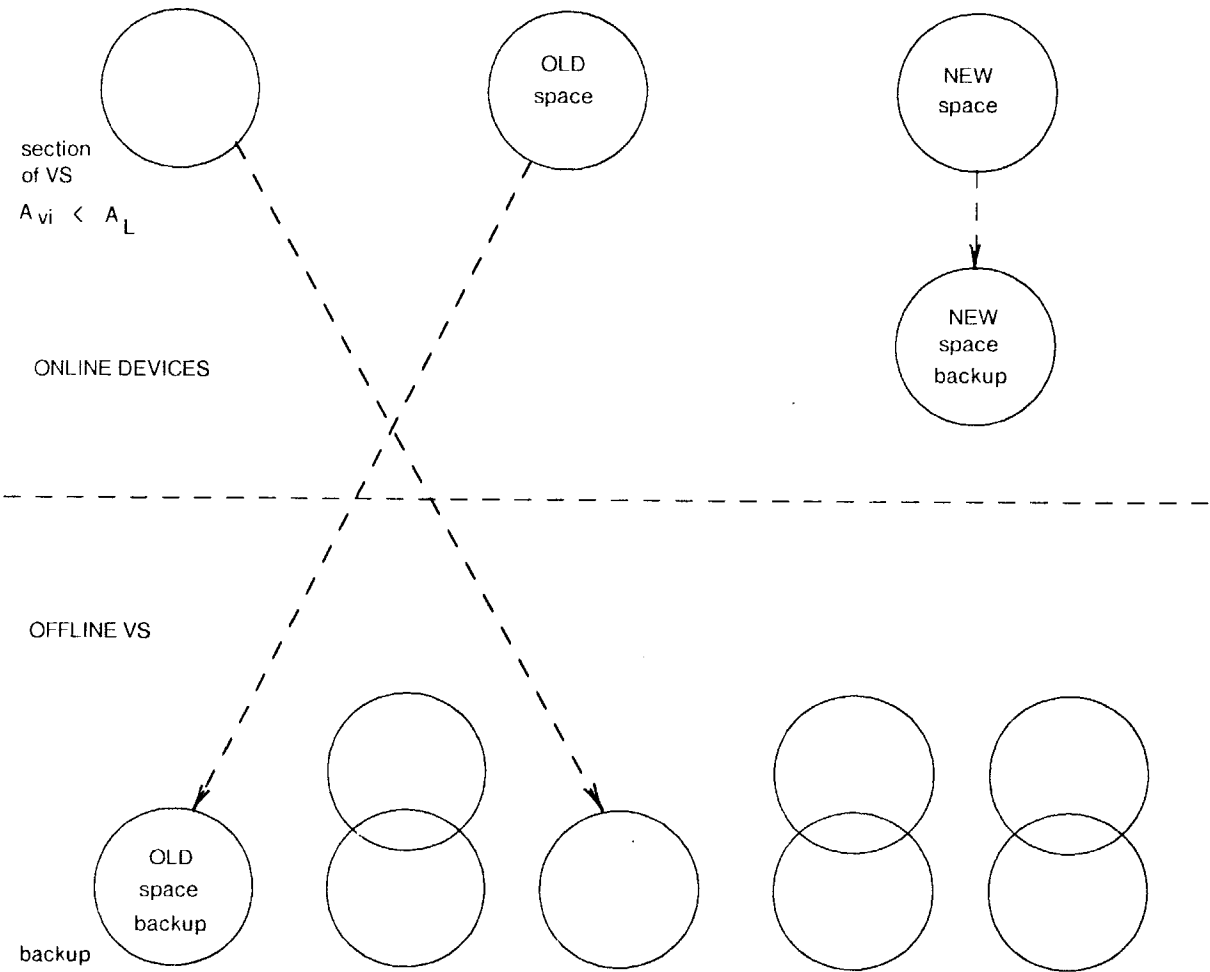 OLD
space
NEW
space
section
of VS
A vi < A L
NEW
space
backup
ONLINE DEVICES
OFFLINE VS
OLD
space
backup
backup